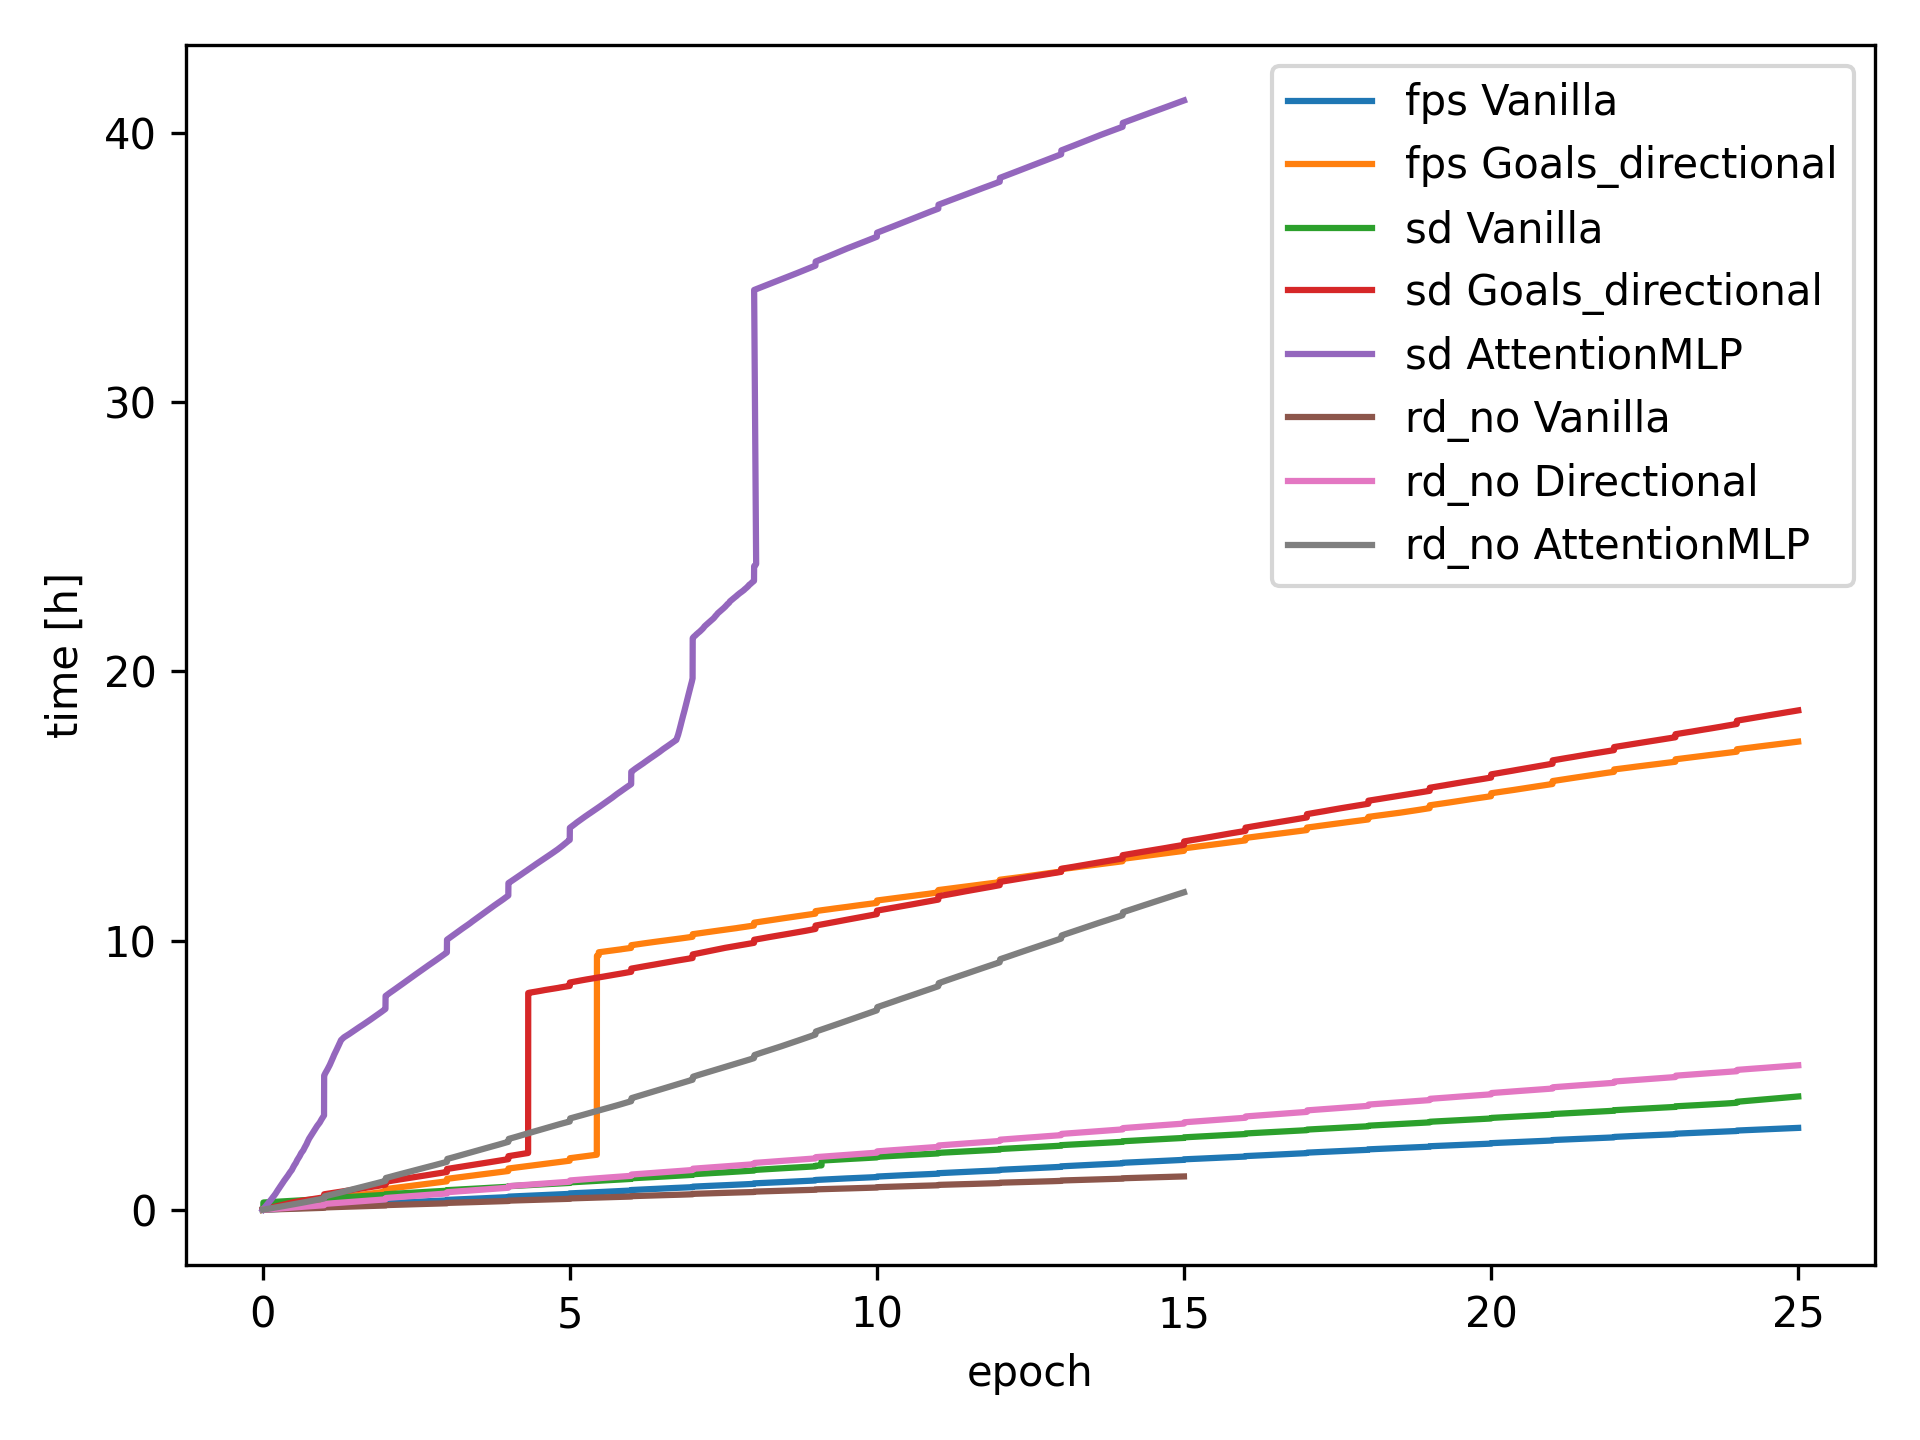 40
30
20
10
0
time [h]
0 5 10 15 20 25
epoch
fps Vanilla
fps Goals_directional
sd Vanilla
sd Goals_directional
sd AttentionMLP
rd_no Vanilla
rd_no Directional
rd_no AttentionMLP